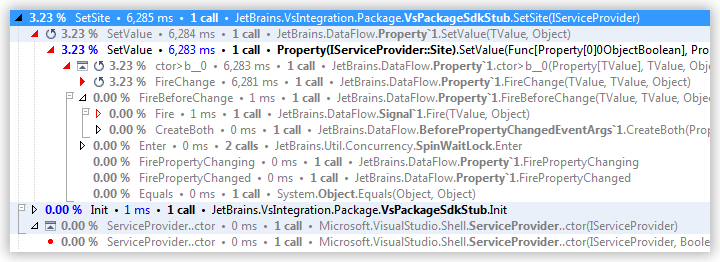 3.23 % SetSite • 6,285 ms • 1 call • JetBrains.VsIntegration.Package.VsPackageSdkStub.SetSite(IServiceProvider)
3.23 % SetValue • 6,284 ms • 1 call • JetBrains.DataFlow.Property`1.SetValue(TValue, Object)
3.23 % SetValue • 6,283 ms • 1 call • Property(IServiceProvider::Site).SetValue(Func[Property[0]0ObjectBoolean], Pro
3.23 % ctor>b__0 • 6,283 ms • 1 call • JetBrains.DataFlow.Property`1.ctor>b__0(Property[], TValue, Object)
3.23 % FireChange • 6,281 ms • 1 call • JetBrains.DataFlow.Property`1.FireChange(TValue, TValue, Object)
0.00 % FireBeforeChange • 1 ms • 1 call • JetBrains.DataFlow.Property`1.FireBeforeChange(TValue, TValue, Obj
0.00 % Fire • 1 ms • 1 call • JetBrains.DataFlow.Signal`1.Fire(TValue, Object)
0.00 % CreateBoth • 0 ms • 1 call • JetBrains.DataFlow.BeforePropertyChangedEventArgs`1.CreateBoth(Prop
0.00 % Enter • 0 ms • 2 calls • JetBrains.Util.Concurrency.SpinWaitLock.Enter
0.00 % FirePropertyChanging • 0 ms • 1 call • JetBrains.DataFlow.Property`1.FirePropertyChanging
0.00 % FirePropertyChanged • 0 ms • 1 call • JetBrains.DataFlow.Property`1.FirePropertyChanged
0.00 % Equals • 0 ms • 1 call • System.Object.Equals(Object, Object)
0.00 % Init • 1 ms • 1 call • JetBrains.VsIntegration.Package.VsPackageSdkStub.Init
0.00 % ServiceProvider..ctor • 0 ms • 1 call • Microsoft.VisualStudio.Shell.ServiceProvider..ctor(IServiceProvider)
0.00 % ServiceProvider..ctor • 0 ms • 1 call • Microsoft.VisualStudio.Shell.ServiceProvider..ctor(IServiceProvider, Boole